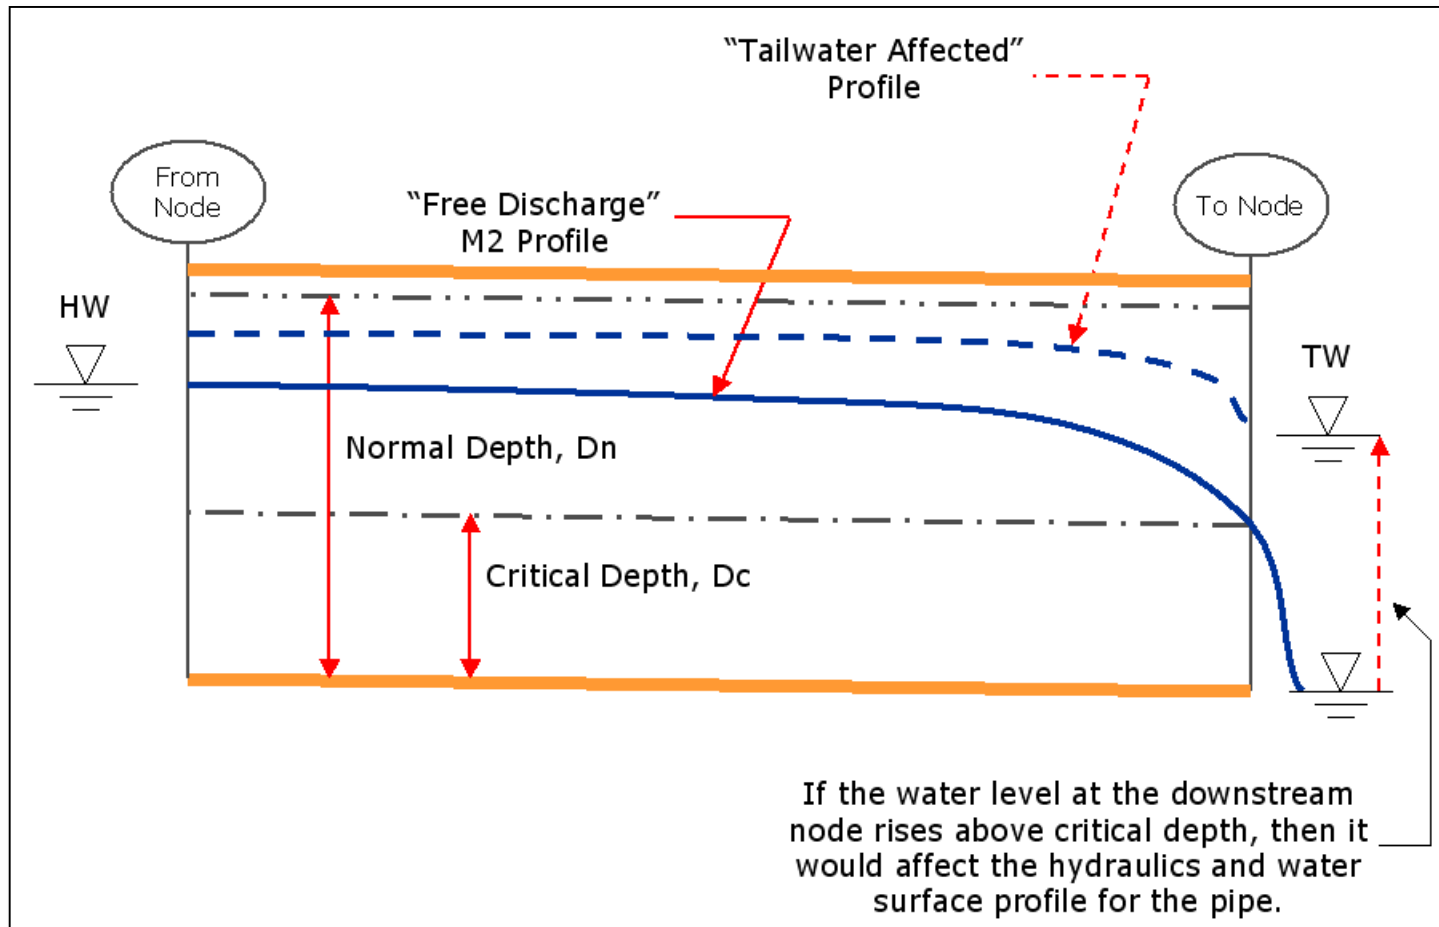 “Tailwater Affected”
Profile
From
Node
“Free Discharge”
M2 Profile
To Node
HW
TW
Normal Depth, Dn
Critical Depth, Dc
If the water level at the downstream
node rises above critical depth, then it
would affect the hydraulics and water
surface profile for the pipe.